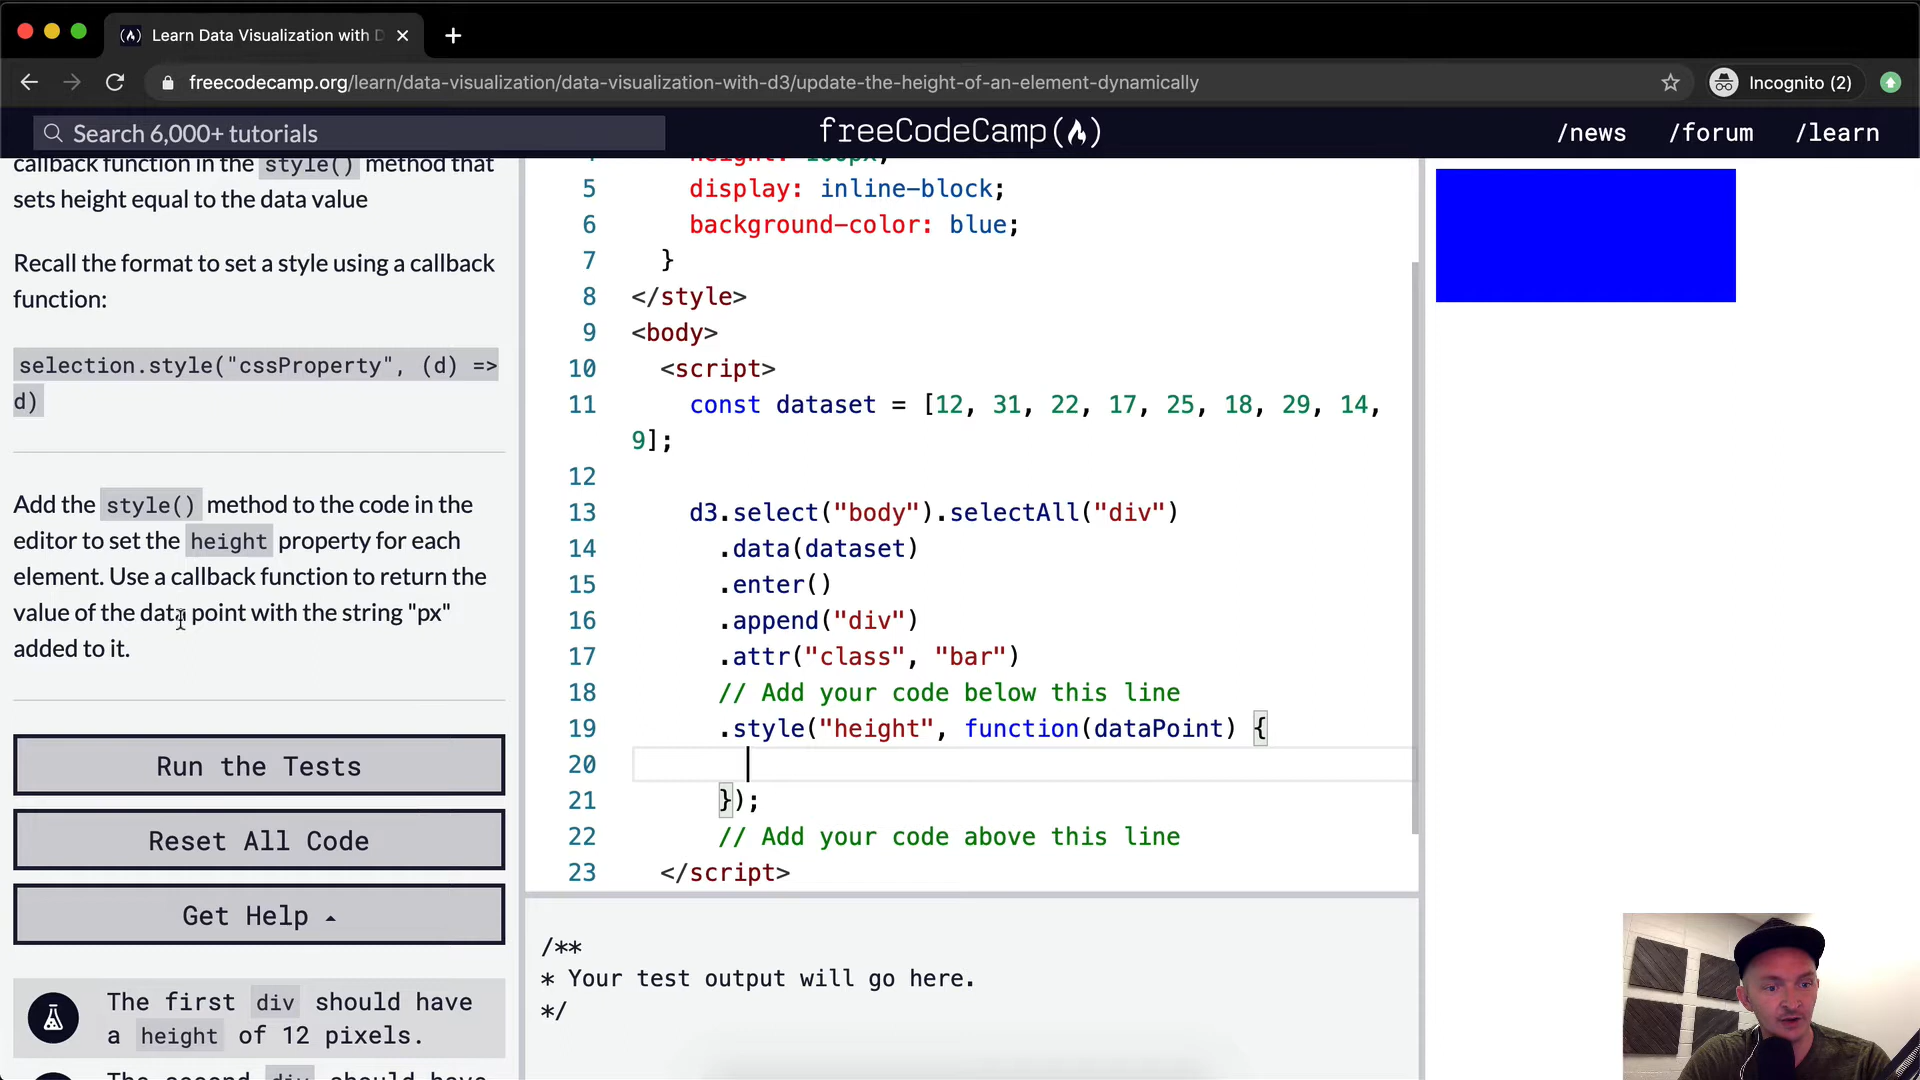 Learn Data Visualization with D
freecodecamp.org/learn/data-visualization/data-visualization-with-d3/update-the-height-of-an-element-dynamically
Incognito (2)
Search 6,000+ tutorials
freeCodeCamp
/news
/forum
/learn
callback function in the style() method that
sets height equal to the data value
Recall the format to set a style using a callback
function:
selection.style("cssProperty", (d) =>
d)
Add the style() method to the code in the
editor to set the height property for each
element. Use a callback function to return the
value of the data point with the string "px"
added to it.
Run the Tests
Reset All Code
Get Help
The first div should have
a height of 12 pixels.
The second div should have
5 display: inline-block;
6 background-color: blue;
7 }
8 </style>
9 <body>
10 <script>
11 const dataset = [12, 31, 22, 17, 25, 18, 29, 14,
9];
12
13 d3.select("body").selectAll("div")
14 .data(dataset)
15 .enter()
16 .append("div")
17 .attr("class", "bar")
18 // Add your code below this line
19 .style("height", function(dataPoint) {
20
21 });
22 // Add your code above this line
23 </script>
/**
* Your test output will go here.
*/